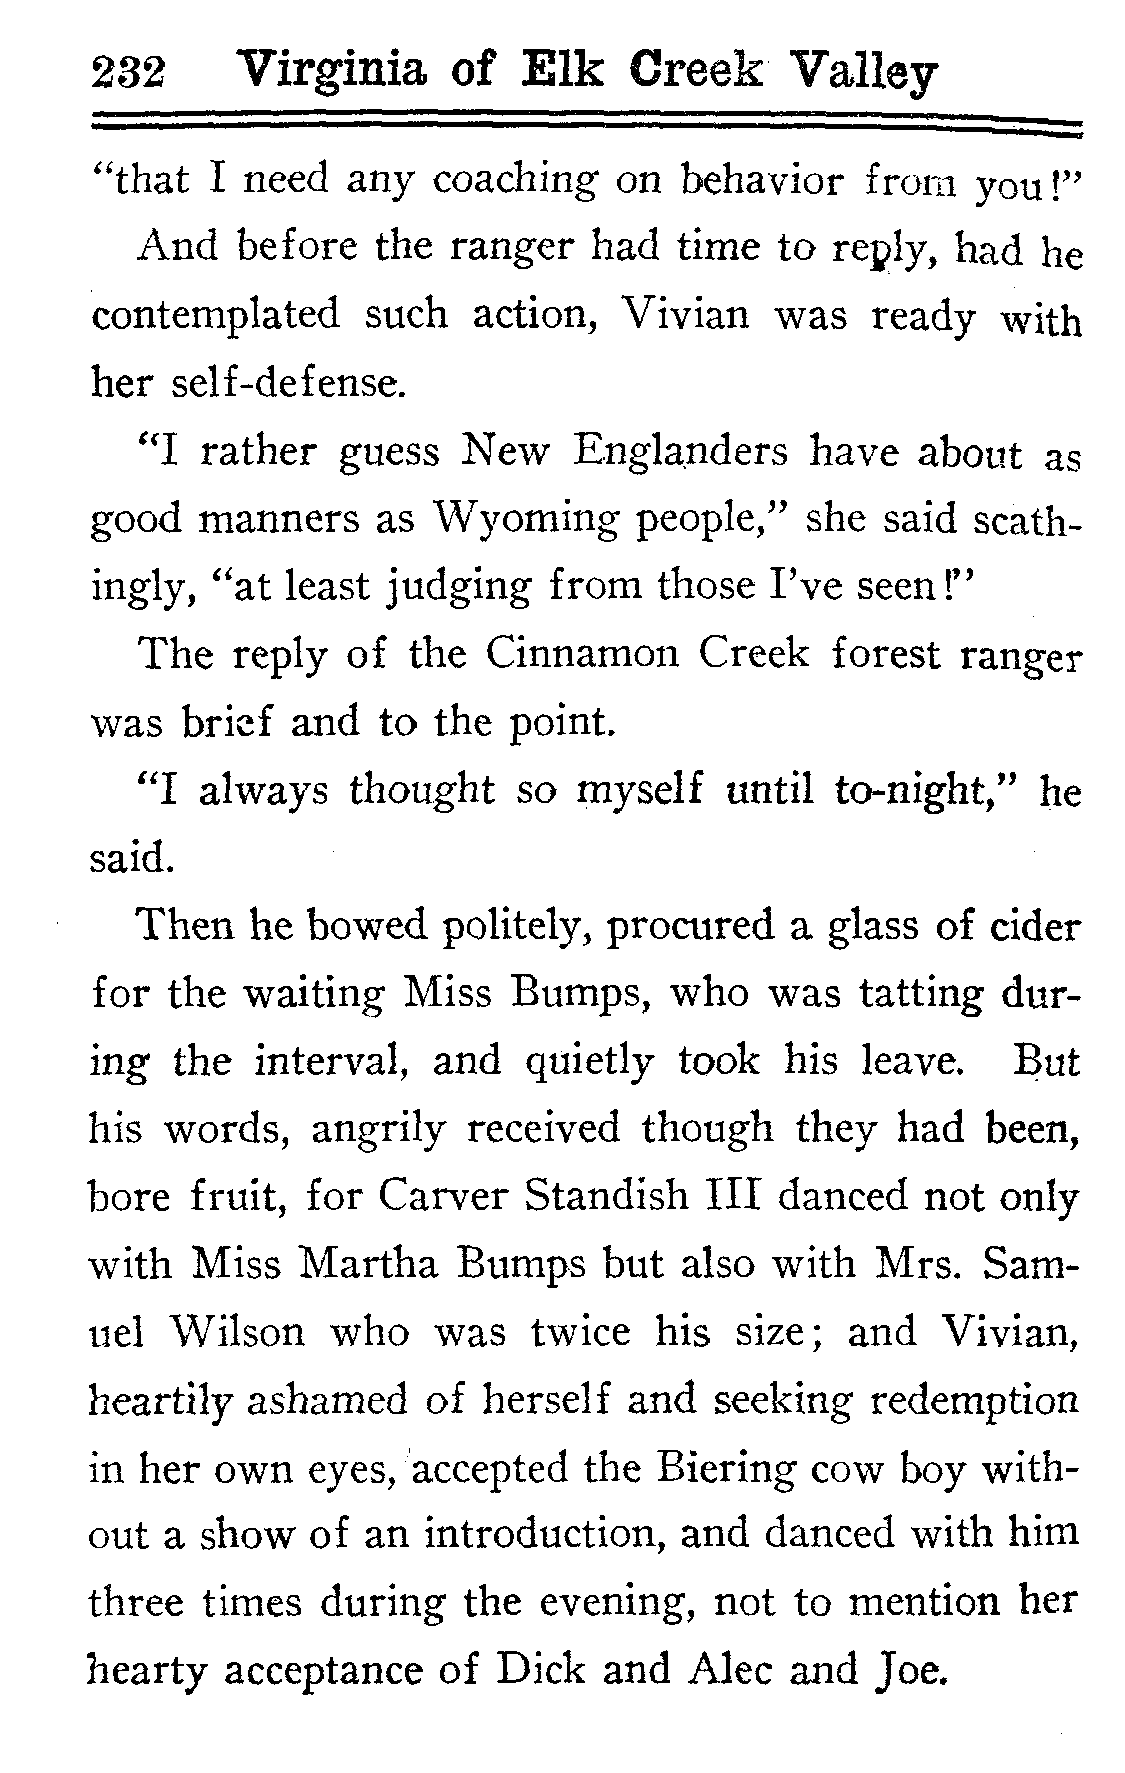 232 Virginia of Elk Creek Valley
“that I need any coaching on behavior from you!”
And before the ranger had time to reply, had he
contemplated such action, Vivian was ready with
her self-defense.
“I rather guess New Englanders have about as
good manners as Wyoming people,” she said scath-
ingly, “at least judging from those I’ve seen!”
The reply of the Cinnamon Creek forest ranger
was brief and to the point.
“I always thought so myself until to-night,” he
said.
Then he bowed politely, procured a glass of cider
for the waiting Miss Bumps, who was tatting dur-
ing the interval, and quietly took his leave. But
his words, angrily received though they had been,
bore fruit, for Carver Standish III danced not only
with Miss Martha Bumps but also with Mrs. Sam-
uel Wilson who was twice his size; and Vivian,
heartily ashamed of herself and seeking redemption
in her own eyes, accepted the Biering cow boy with-
out a show of an introduction, and danced with him
three times during the evening, not to mention her
hearty acceptance of Dick and Alec and Joe.